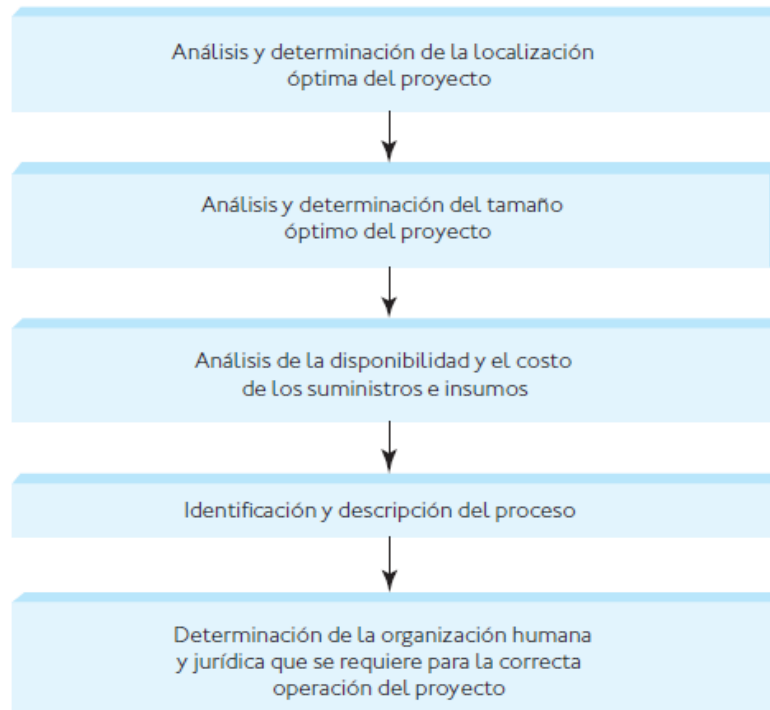 Análisis y determinación de la localización
óptima del proyecto
Análisis y determinación del tamaño
óptimo del proyecto
Análisis de la disponibilidad y el costo
de los suministros e insumos
Identificación y descripción del proceso
Determinación de la organización humana
y jurídica que se requiere para la correcta
operación del proyecto